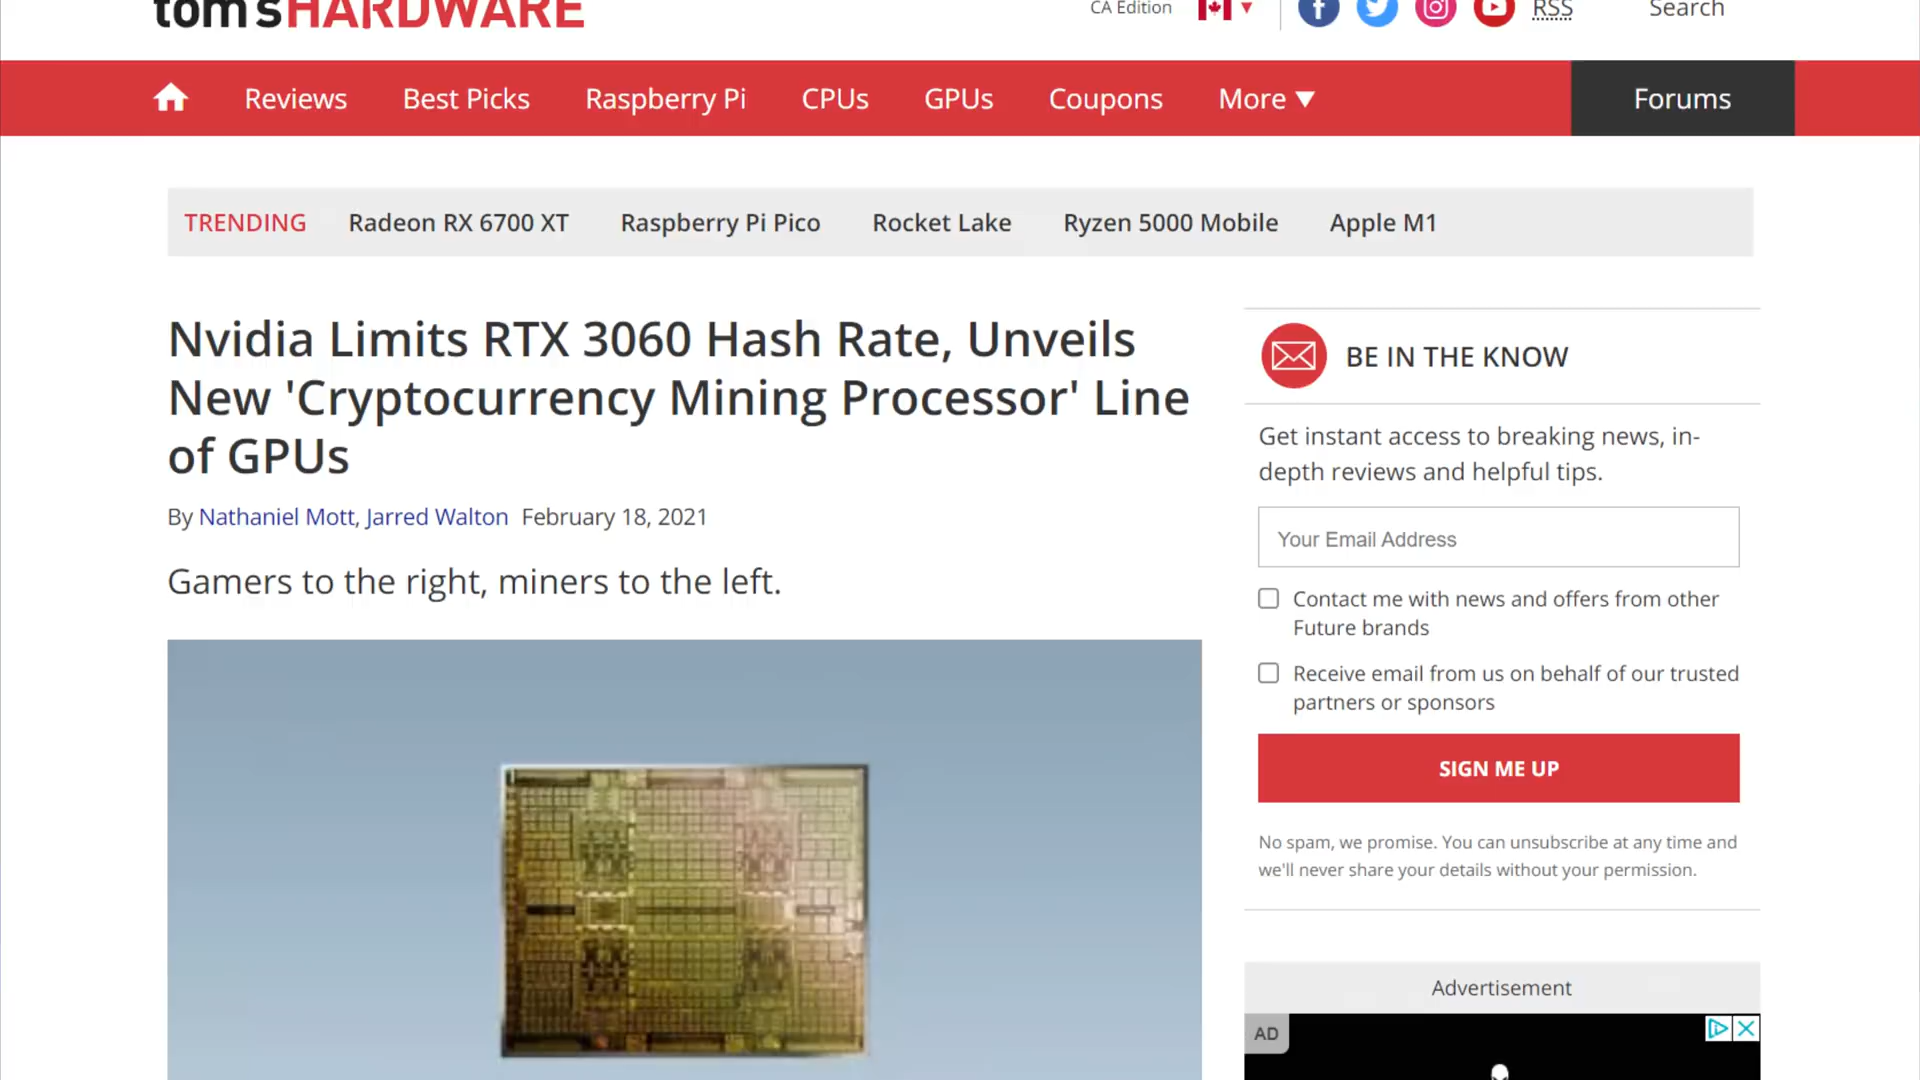 tom's HARDWARE
CA Edition
RSS
Search
Reviews
Best Picks
Raspberry Pi
CPUs
GPUs
Coupons
More
Forums
TRENDING
Radeon RX 6700 XT
Raspberry Pi Pico
Rocket Lake
Ryzen 5000 Mobile
Apple M1
Nvidia Limits RTX 3060 Hash Rate, Unveils
New 'Cryptocurrency Mining Processor' Line
of GPUs
By Nathaniel Mott, Jarred Walton February 18, 2021
Gamers to the right, miners to the left.
BE IN THE KNOW
Get instant access to breaking news, in-
depth reviews and helpful tips.
Your Email Address
Contact me with news and offers from other
Future brands
Receive email from us on behalf of our trusted
partners or sponsors
SIGN ME UP
No spam, we promise. You can unsubscribe at any time and
we'll never share your details without your permission.
Advertisement
AD